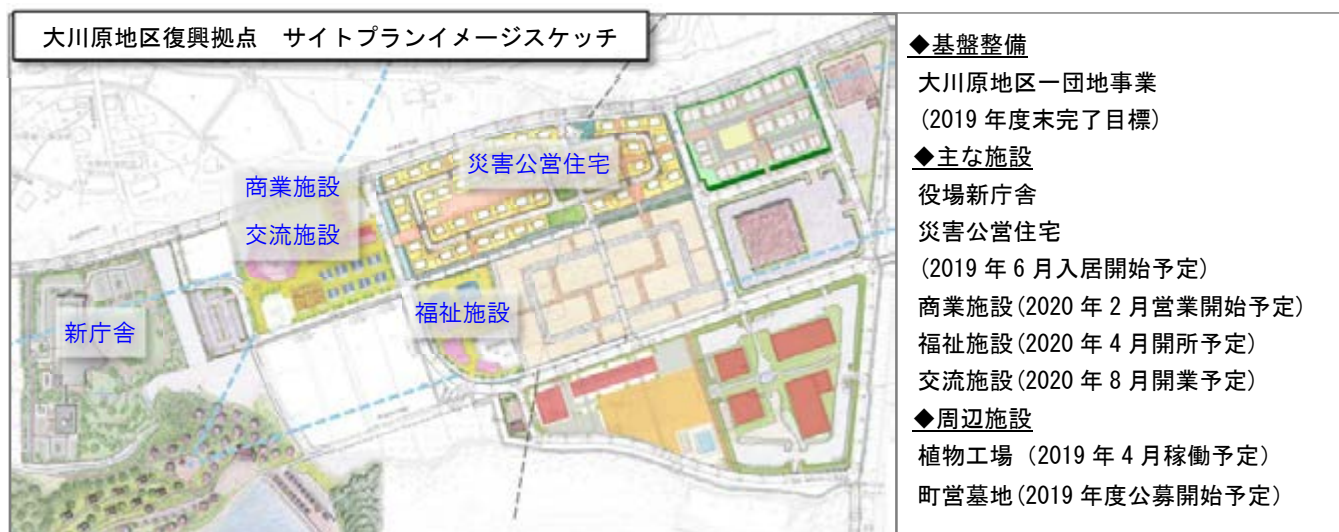 大川原地区復興拠点　サイトプランイメージスケッチ
商業施設
交流施設
災害公営住宅
福祉施設
新庁舎
◆基盤整備
大川原地区一団地事業
(2019 年度末完了目標)
◆主な施設
役場新庁舎
災害公営住宅
(2019 年 6 月入居開始予定)
商業施設(2020 年 2 月営業開始予定)
福祉施設(2020 年 4 月開所予定)
交流施設(2020 年 8 月開業予定)
◆周辺施設
植物工場（2019 年 4 月稼働予定)
町営墓地(2019 年度公募開始予定)